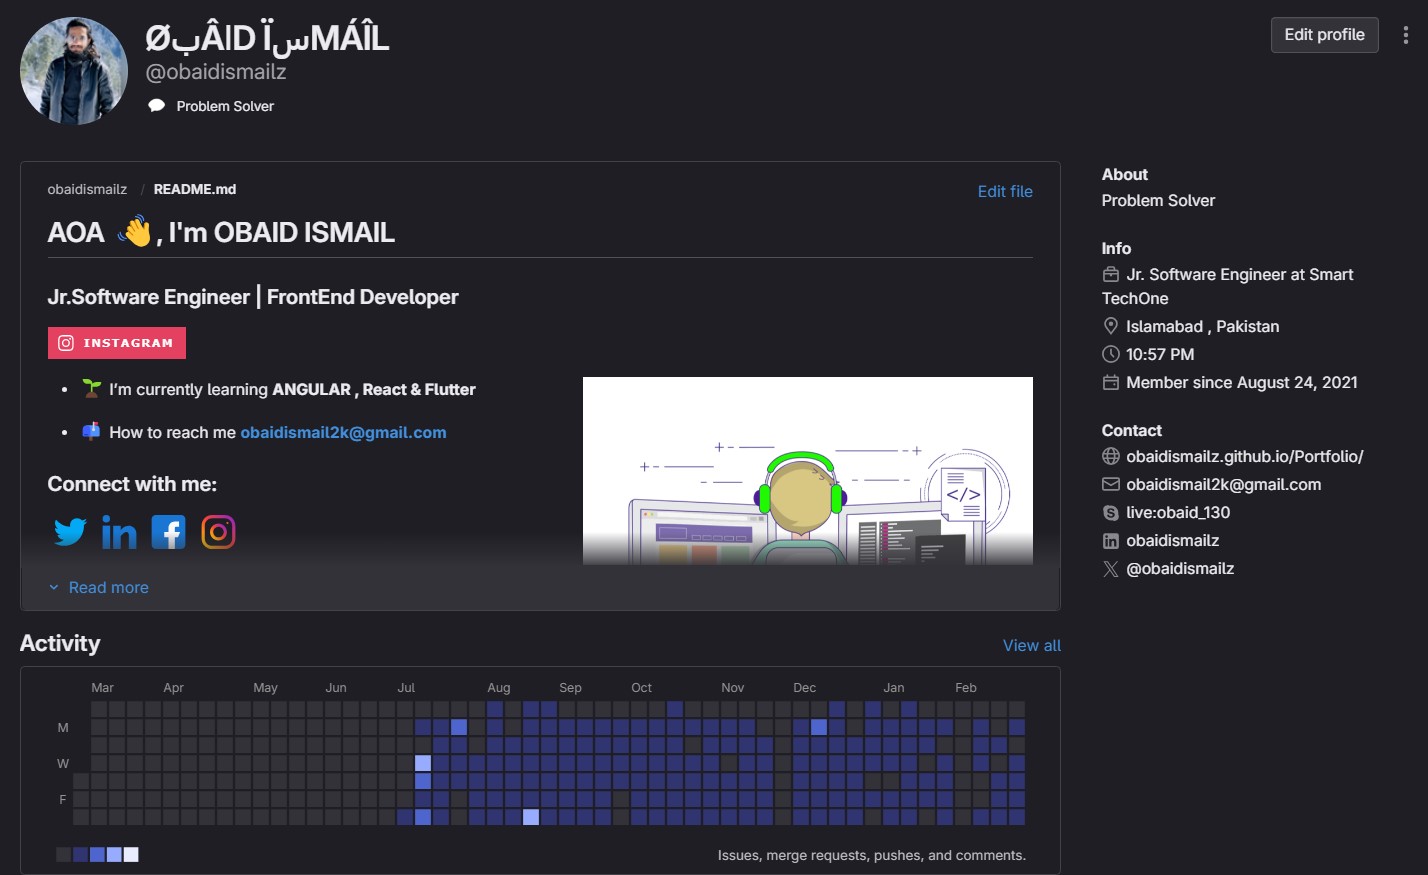 ØبÂID ÏسMÁÎL
@obaidismailz
Problem Solver
Edit profile
obaidismailz / README.md
Edit file
AOA 👋, I'm OBAID ISMAIL
Jr.Software Engineer | FrontEnd Developer
INSTAGRAM
• 🌱 I’m currently learning ANGULAR , React & Flutter
• 📫 How to reach me obaidismail2k@gmail.com
Connect with me:
</>
Read more
About
Problem Solver
Info
Jr. Software Engineer at Smart
TechOne
Islamabad , Pakistan
10:57 PM
Member since August 24, 2021
Contact
obaidismailz.github.io/Portfolio/
obaidismail2k@gmail.com
live:obaid_130
obaidismailz
@obaidismailz
Activity
View all
Mar Apr May Jun Jul Aug Sep Oct Nov Dec Jan Feb
M
W
F
Issues, merge requests, pushes, and comments.